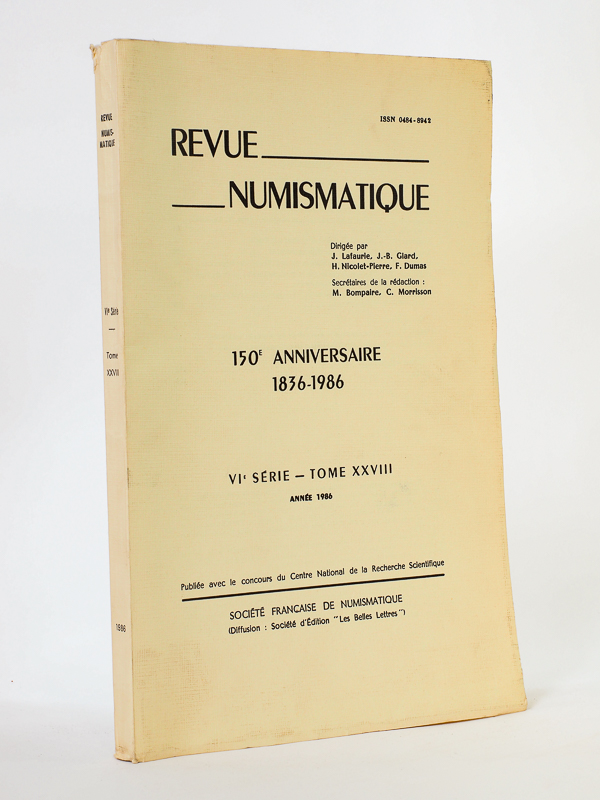 REVUE
NUMIS-
MATIQUE
VIe Série
Tome
XXVIII
1986
ISSN 0484-8942
REVUE
NUMISMATIQUE
Dirigée par
J. Lafaurie, J.-B. Giard,
H. Nicolet-Pierre, F. Dumas
Secrétaires de la rédaction :
M. Bompaire, C. Morrisson
150E ANNIVERSAIRE
1836-1986
VIe SÉRIE — TOME XXVIII
ANNÉE 1986
Publiée avec le concours du Centre National de la Recherche Scientifique
SOCIÉTÉ FRANÇAISE DE NUMISMATIQUE
(Diffusion : Société d'Édition "Les Belles Lettres")